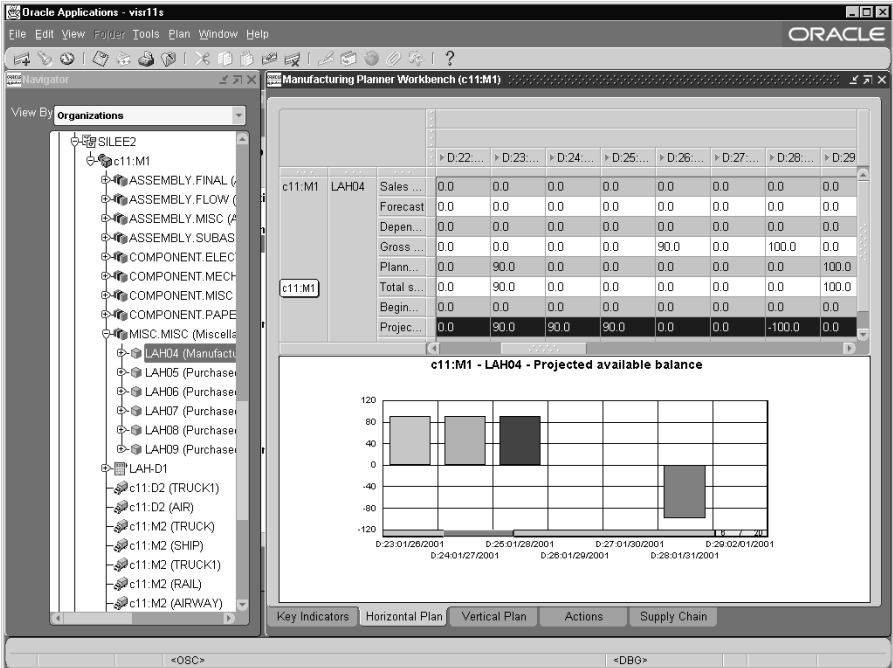 Oracle Applications - visr11s
File Edit View Folder Tools Plan Window Help
ORACLE
Navigator
View By Organizations
SILEE2
c11:M1
ASSEMBLY.FINAL (
ASSEMBLY.FLOW (
ASSEMBLY.MISC (A
ASSEMBLY.SUBAS
COMPONENT.ELEC
COMPONENT.MECH
COMPONENT.MISC
COMPONENT.PAPE
MISC.MISC (Miscella
LAH04 (Manufactu
LAH05 (Purchased
LAH06 (Purchased
LAH07 (Purchased
LAH08 (Purchased
LAH09 (Purchased
LAH-D1
c11:D2 (TRUCK1)
c11:D2 (AIR)
c11:M2 (TRUCK)
c11:M2 (SHIP)
c11:M2 (TRUCK1)
c11:M2 (RAIL)
c11:M2 (AIRWAY)
Manufacturing Planner Workbench (c11:M1)
D:22:... D:23:... D:24:... D:25:... D:26:... D:27:... D:28:... D:29
c11:M1 LAH04 Sales ... 0.0 0.0 0.0 0.0 0.0 0.0 0.0 0.0
Forecast 0.0 0.0 0.0 0.0 0.0 0.0 0.0 0.0
Depen... 0.0 0.0 0.0 0.0 0.0 0.0 0.0 0.0
Gross ... 0.0 0.0 0.0 0.0 90.0 0.0 100.0 0.0
Plann... 0.0 90.0 0.0 0.0 0.0 0.0 0.0 100.0
c11:M1 Total s... 0.0 90.0 0.0 0.0 0.0 0.0 0.0 100.0
Begin... 0.0 0.0 0.0 0.0 0.0 0.0 0.0 0.0
Projec... 0.0 90.0 90.0 90.0 0.0 0.0 -100.0 0.0
c11:M1 - LAH04 - Projected available balance
120
80
40
0
-40
-80
-120
D:23:01/26/2001 D:25:01/28/2001 D:27:01/30/2001 D:29:02/01/2001
D:24:01/27/2001 D:26:01/29/2001 D:28:01/31/2001
Key Indicators Horizontal Plan Vertical Plan Actions Supply Chain
<OSC> <DBG>